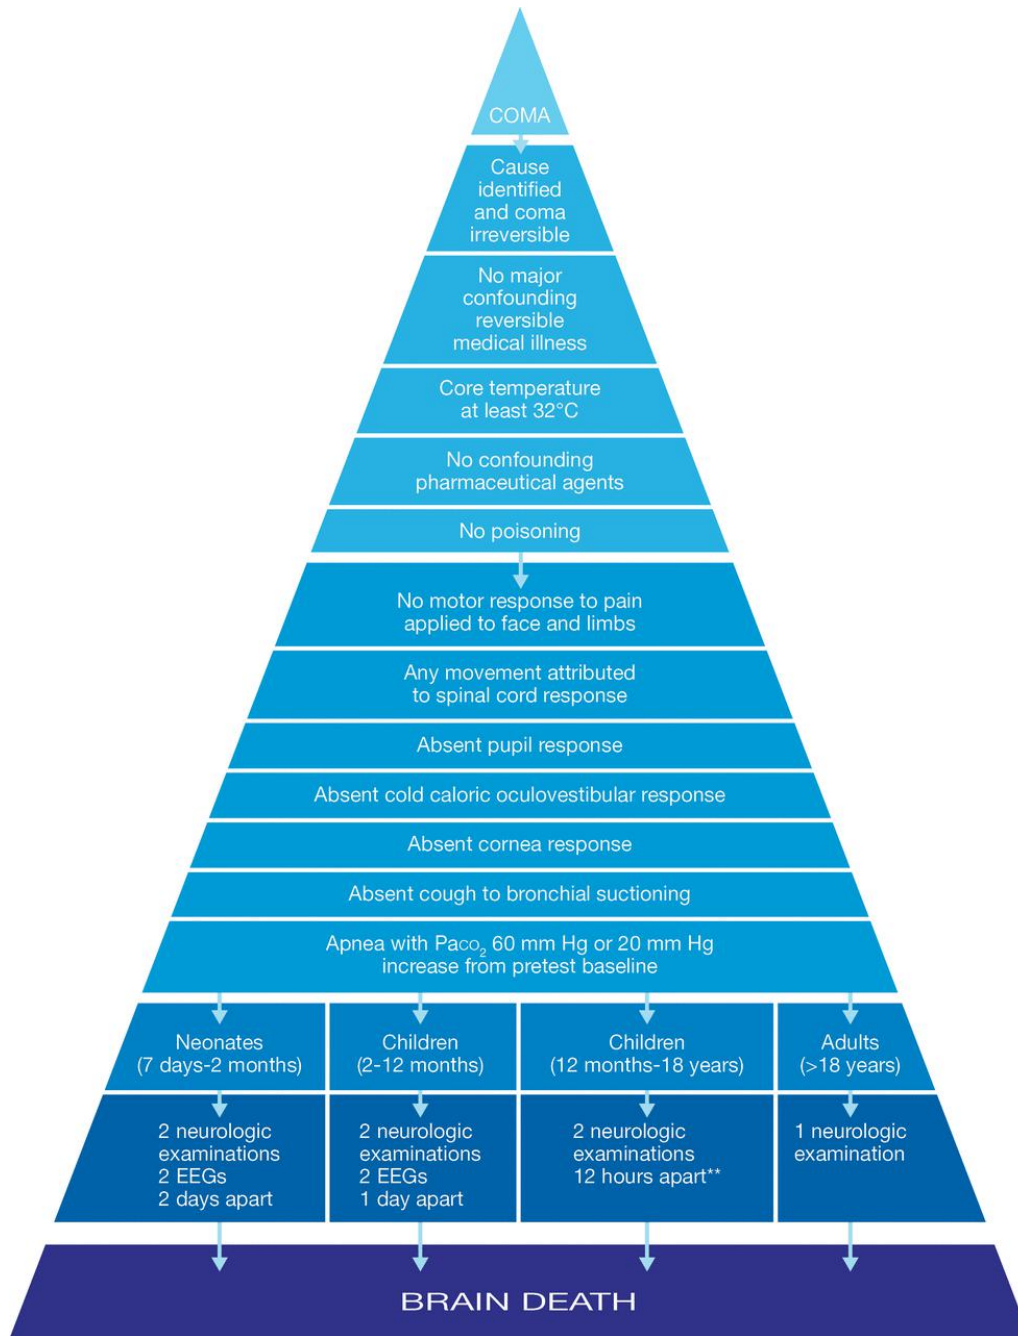 COMA
Cause
identified
and coma
irreversible
No major
confounding
reversible
medical illness
Core temperature
at least 32°C
No confounding
pharmaceutical agents
No poisoning
No motor response to pain
applied to face and limbs
Any movement attributed
to spinal cord response
Absent pupil response
Absent cold caloric oculovestibular response
Absent cornea response
Absent cough to bronchial suctioning
Apnea with Paco₂ 60 mm Hg or 20 mm Hg
increase from pretest baseline
Neonates
(7 days-2 months)
Children
(2-12 months)
Children
(12 months-18 years)
Adults
(>18 years)
2 neurologic
examinations
2 EEGs
2 days apart
2 neurologic
examinations
2 EEGs
1 day apart
2 neurologic
examinations
12 hours apart**
1 neurologic
examination
BRAIN DEATH